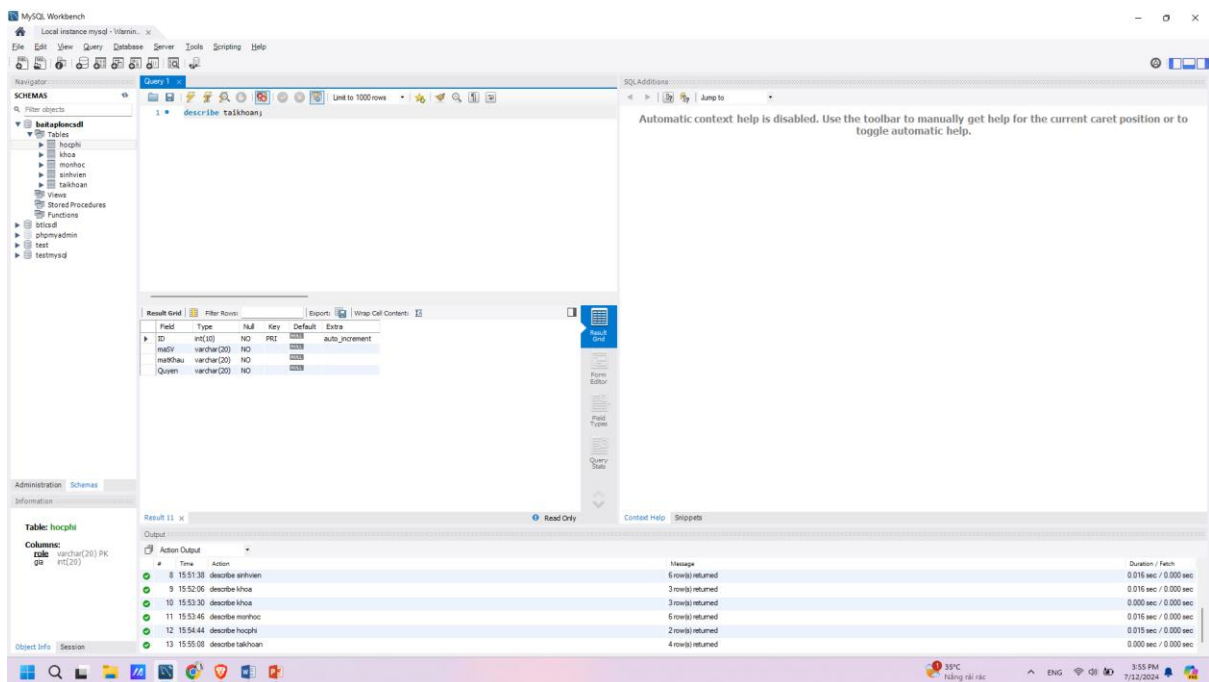 MySQL Workbench
Local instance mysql - Warnin... x
File Edit View Query Database Server Tools Scripting Help
Navigator
SCHEMAS
Filter objects
baitaploncsdl
Tables
hocphi
khoa
monhoc
sinhvien
taikhoan
Views
Stored Procedures
Functions
btlcsdl
phpmyadmin
test
testmysql
Administration Schemas
Information
Table: hocphi
Columns:
role varchar(20) PK
gia int(20)
Object Info Session
Query 1 x
Limit to 1000 rows
1 describe taikhoan;
Result Grid Filter Rows: Export: Wrap Cell Content:
Field Type Null Key Default Extra
ID int(10) NO PRI NULL auto_increment
maSV varchar(20) NO NULL
matKhau varchar(20) NO NULL
Quyen varchar(20) NO NULL
Result Grid
Form Editor
Field Types
Query Stats
Result 11 x Read Only
SQLAdditions
Jump to
Automatic context help is disabled. Use the toolbar to manually get help for the current caret position or to
toggle automatic help.
Context Help Snippets
Output
Action Output
# Time Action Message Duration / Fetch
8 15:51:38 describe sinhvien 6 row(s) returned 0.016 sec / 0.000 sec
9 15:52:06 describe khoa 3 row(s) returned 0.016 sec / 0.000 sec
10 15:53:30 describe khoa 3 row(s) returned 0.000 sec / 0.000 sec
11 15:53:46 describe monhoc 6 row(s) returned 0.016 sec / 0.000 sec
12 15:54:44 describe hocphi 2 row(s) returned 0.015 sec / 0.000 sec
13 15:55:08 describe taikhoan 4 row(s) returned 0.000 sec / 0.000 sec
35°C
Nắng rải rác
ENG
3:55 PM
7/12/2024